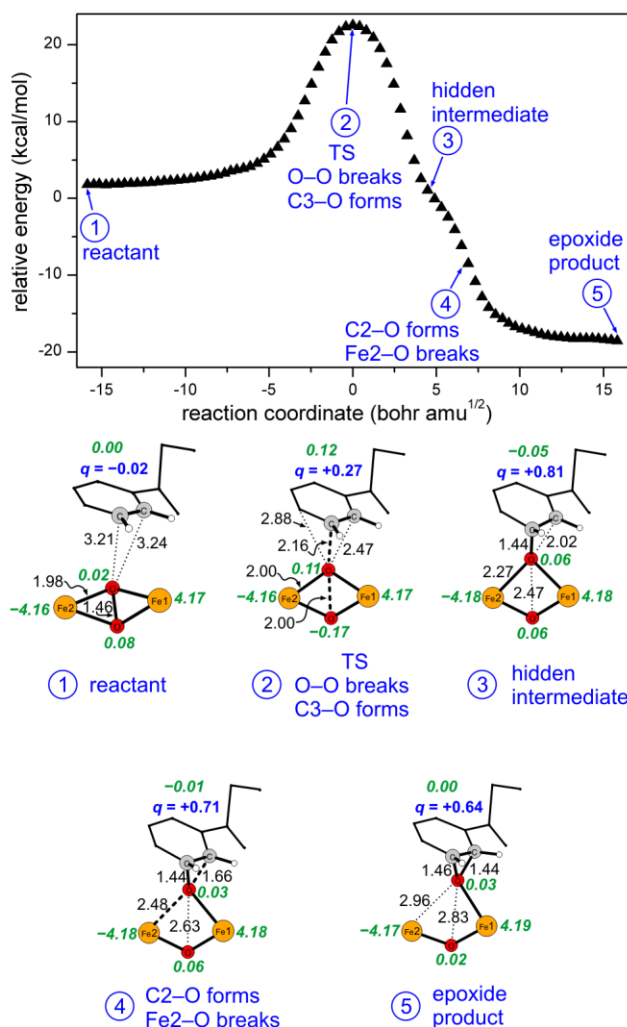 relative energy (kcal/mol)
20
10
0
-10
-20
-15
-10
-5
0
5
10
15
reaction coordinate (bohr amu1/2)
1
reactant
2
TS
O–O breaks
C3–O forms
hidden
intermediate
3
4
C2–O forms
Fe2–O breaks
epoxide
product
5
0.00
q = −0.02
C C
3.21
3.24
0.02
O
1.98
−4.16
Fe2
1.46
Fe1
4.17
O
0.08
1 reactant
0.12
q = +0.27
C C
2.88
2.16
2.47
0.11
O
2.00
−4.16
Fe2
Fe1
4.17
2.00
O
−0.17
2 TS
O–O breaks
C3–O forms
−0.05
q = +0.81
C C
1.44
2.02
O
0.06
2.27
2.47
−4.18
Fe2
Fe1
4.18
O
0.06
3 hidden
intermediate
−0.01
q = +0.71
C C
1.44
1.66
O
0.03
2.48
2.63
−4.18
Fe2
Fe1
4.18
O
0.06
4 C2–O forms
Fe2–O breaks
0.00
q = +0.64
C C
1.46
1.44
O
0.03
2.96
2.83
−4.17
Fe2
Fe1
4.19
O
0.02
5 epoxide
product